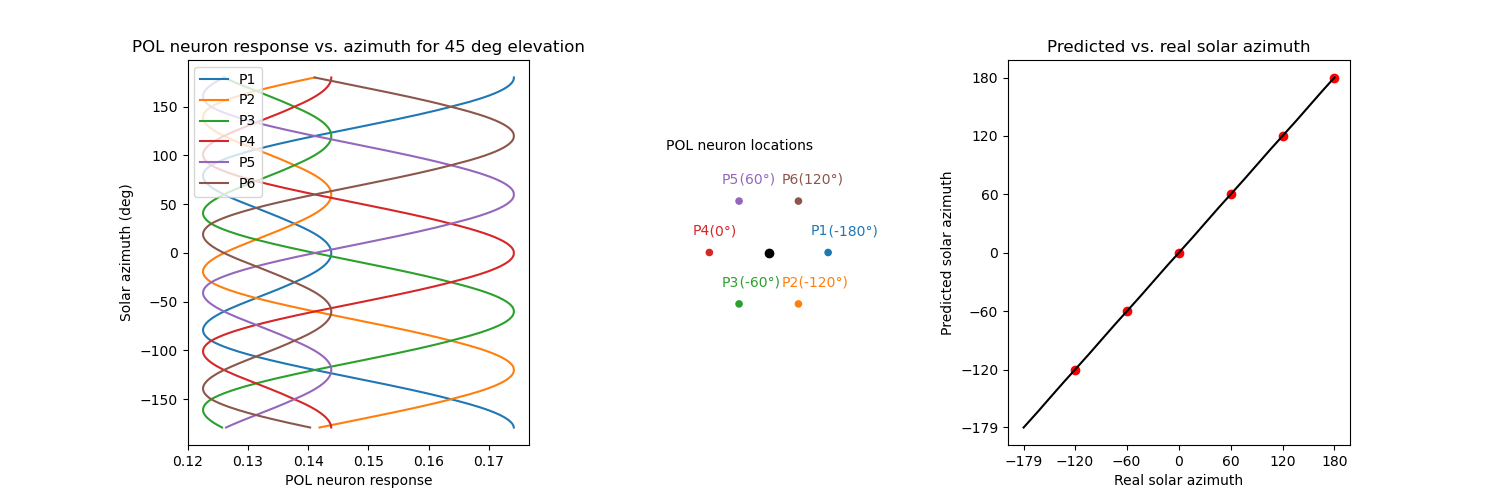 POL neuron response vs. azimuth for 45 deg elevation
Solar azimuth (deg)
150
100
50
0
−50
−100
−150
P1
P2
P3
P4
P5
P6
0.12 0.13 0.14 0.15 0.16 0.17
POL neuron response
POL neuron locations
P5(60°) P6(120°)
P4(0°) P1(-180°)
P3(-60°) P2(-120°)
Predicted vs. real solar azimuth
Predicted solar azimuth
180
120
60
0
−60
−120
−179
−179 −120 −60 0 60 120 180
Real solar azimuth